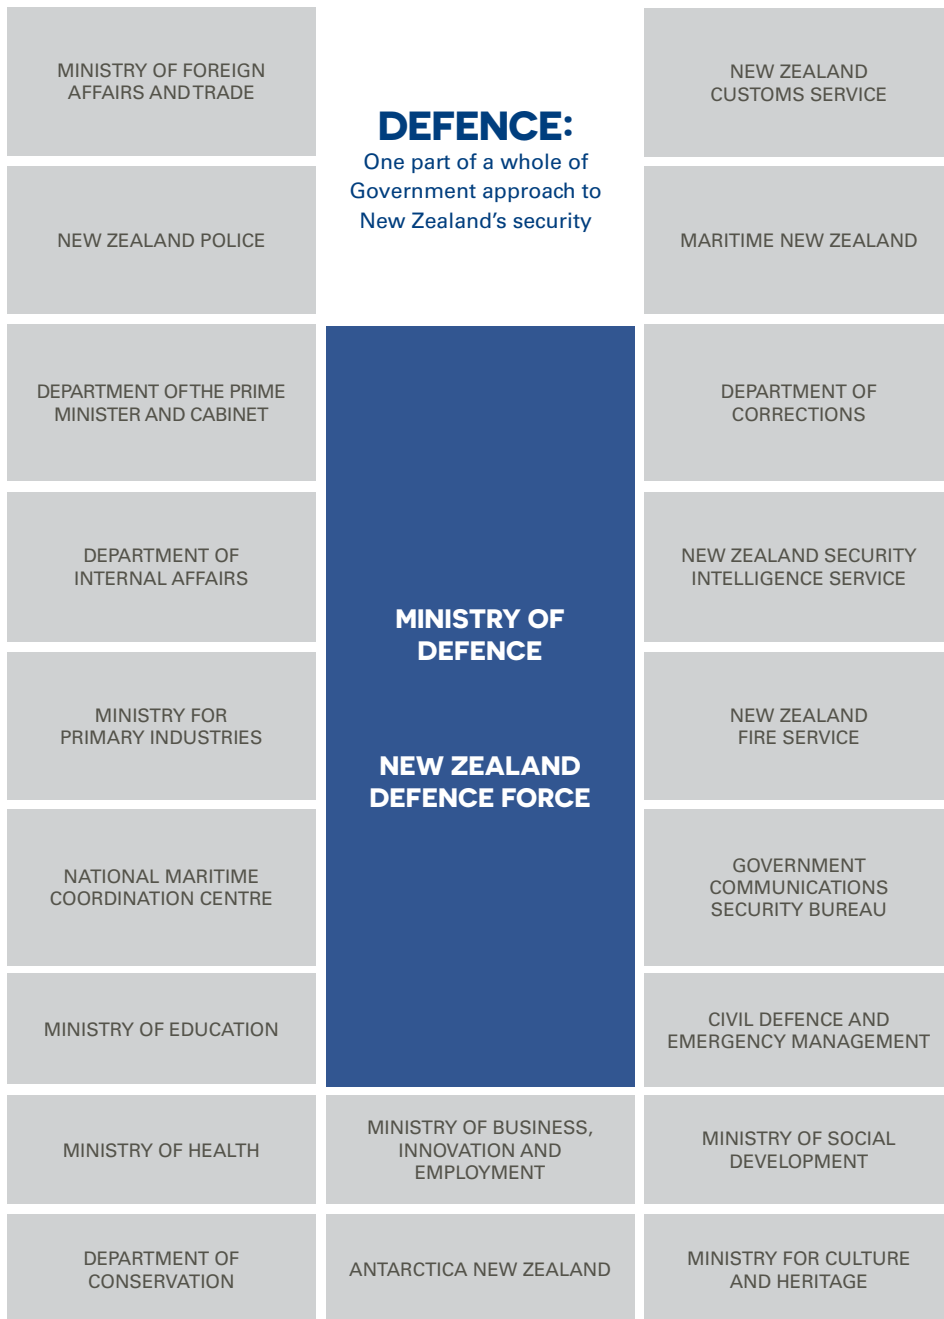 MINISTRY OF FOREIGN
AFFAIRS AND TRADE
NEW ZEALAND POLICE
DEPARTMENT OF THE PRIME
MINISTER AND CABINET
DEPARTMENT OF
INTERNAL AFFAIRS
MINISTRY FOR
PRIMARY INDUSTRIES
NATIONAL MARITIME
COORDINATION CENTRE
MINISTRY OF EDUCATION
MINISTRY OF HEALTH
DEPARTMENT OF
CONSERVATION
DEFENCE:
One part of a whole of
Government approach to
New Zealand’s security
MINISTRY OF
DEFENCE
NEW ZEALAND
DEFENCE FORCE
MINISTRY OF BUSINESS,
INNOVATION AND
EMPLOYMENT
ANTARCTICA NEW ZEALAND
NEW ZEALAND
CUSTOMS SERVICE
MARITIME NEW ZEALAND
DEPARTMENT OF
CORRECTIONS
NEW ZEALAND SECURITY
INTELLIGENCE SERVICE
NEW ZEALAND
FIRE SERVICE
GOVERNMENT
COMMUNICATIONS
SECURITY BUREAU
CIVIL DEFENCE AND
EMERGENCY MANAGEMENT
MINISTRY OF SOCIAL
DEVELOPMENT
MINISTRY FOR CULTURE
AND HERITAGE